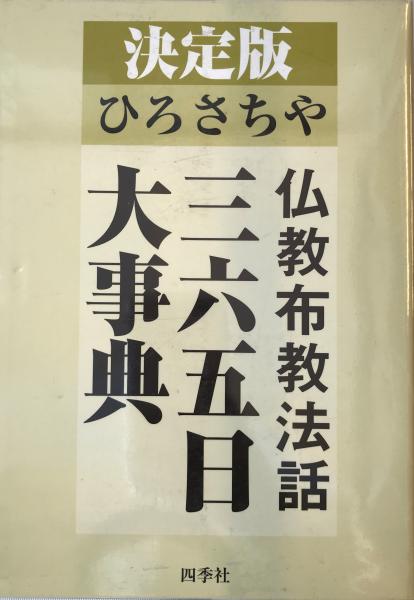 決定版
ひろさちや
仏教布教法話
三六五日
大事典
四季社